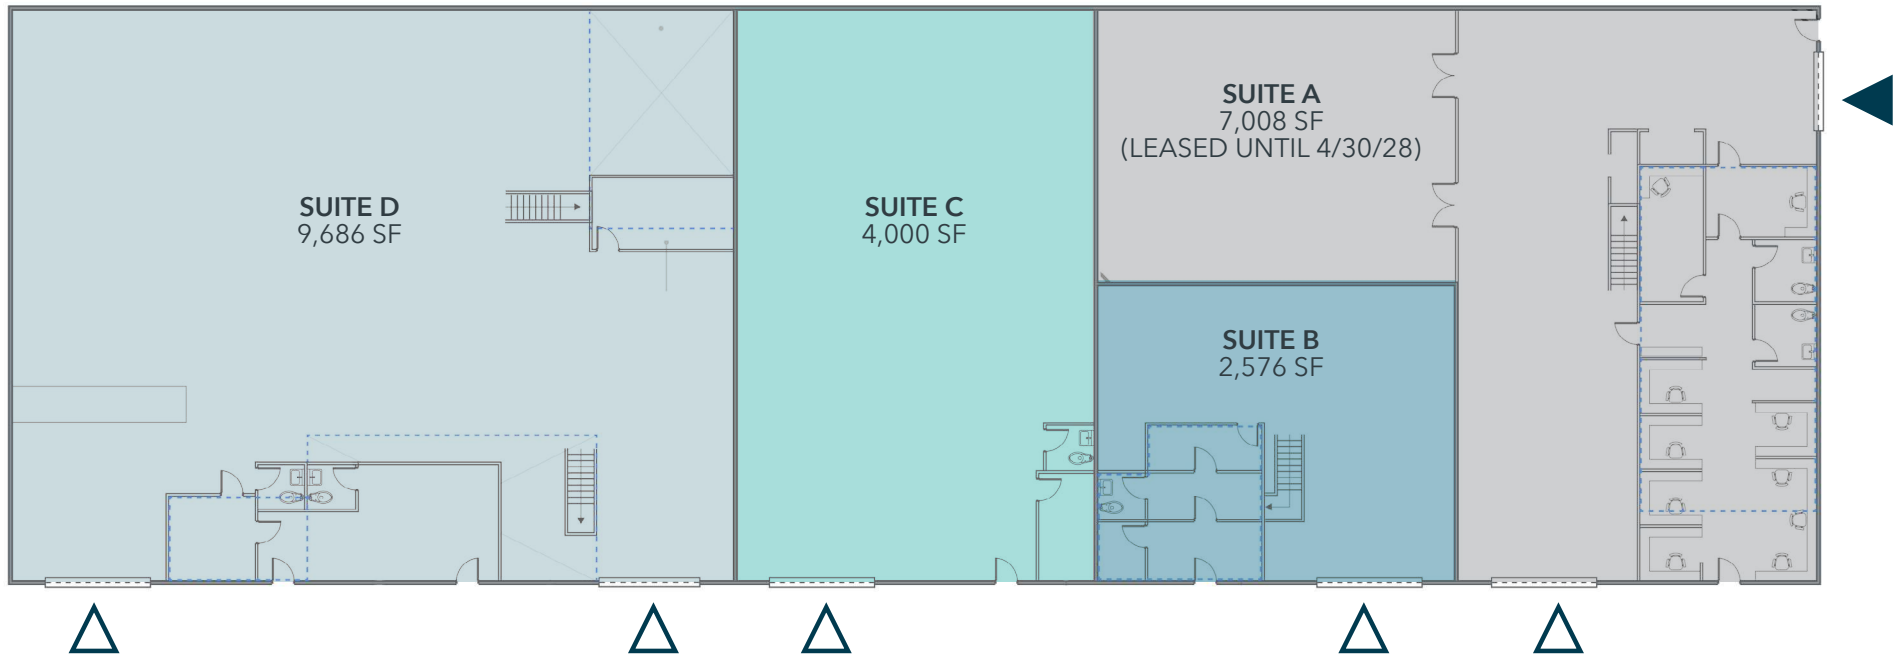 SUITE D
9,686 SF
SUITE C
4,000 SF
SUITE A
7,008 SF
(LEASED UNTIL 4/30/28)
SUITE B
2,576 SF